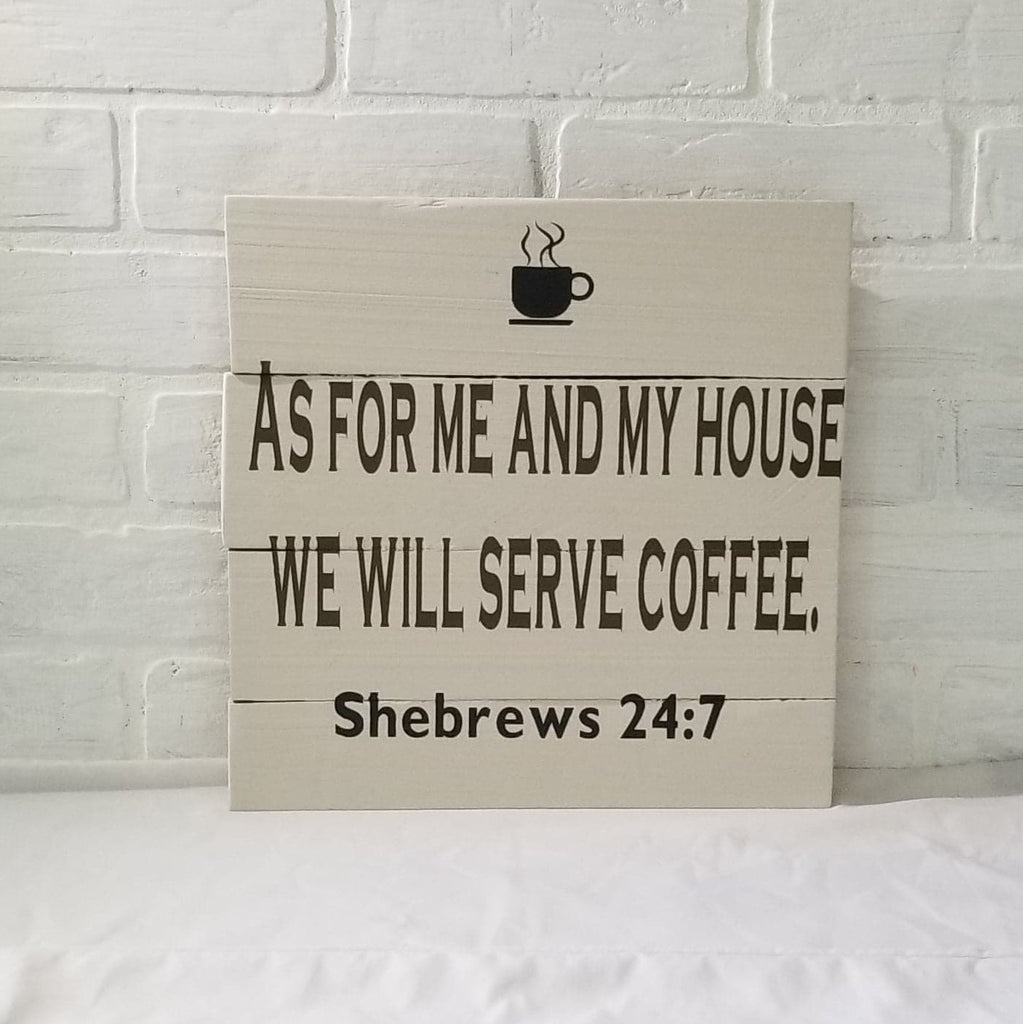 As for me and my house
we will serve coffee.
Shebrews 24:7